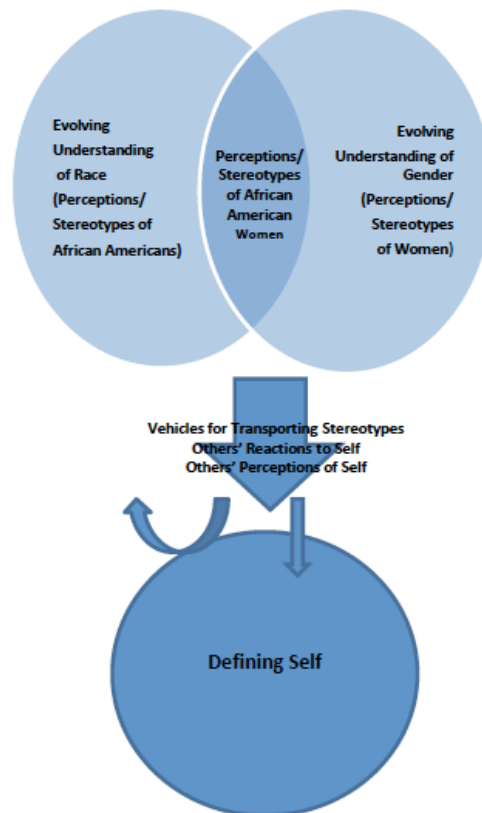 Evolving
Understanding
of Race
(Perceptions/
Stereotypes of
African Americans)
Perceptions/
Stereotypes
of African
American
Women
Evolving
Understanding of
Gender
(Perceptions/
Stereotypes
of Women)
Vehicles for Transporting Stereotypes
Others’ Reactions to Self
Others’ Perceptions of Self
Defining Self